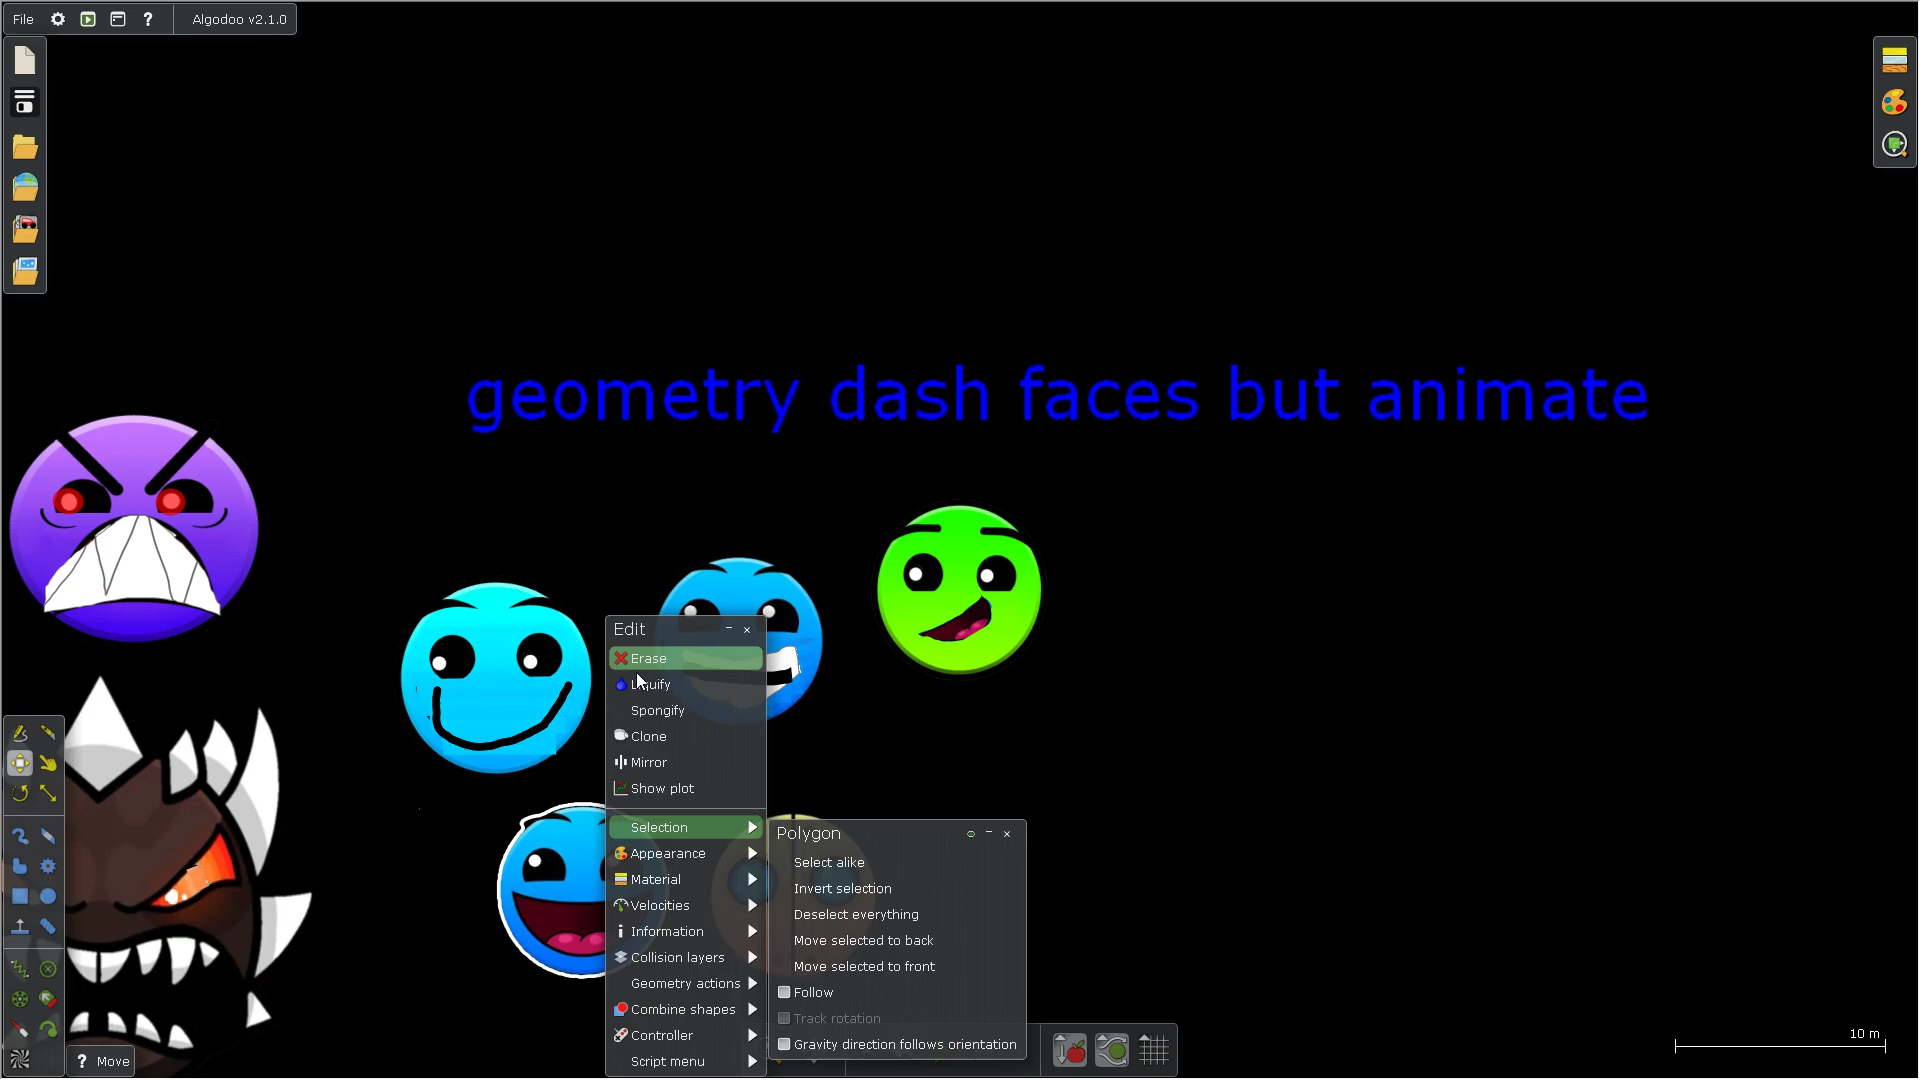 File ? Algodoo v2.1.0
geometry dash faces but animate
Edit
Erase
Liquify
Spongify
Clone
Mirror
Show plot
Selection
Appearance
Material
Velocities
Information
Collision layers
Geometry actions
Combine shapes
Controller
Script menu
Polygon
Select alike
Invert selection
Deselect everything
Move selected to back
Move selected to front
Follow
Track rotation
Gravity direction follows orientation
10 m
? Move